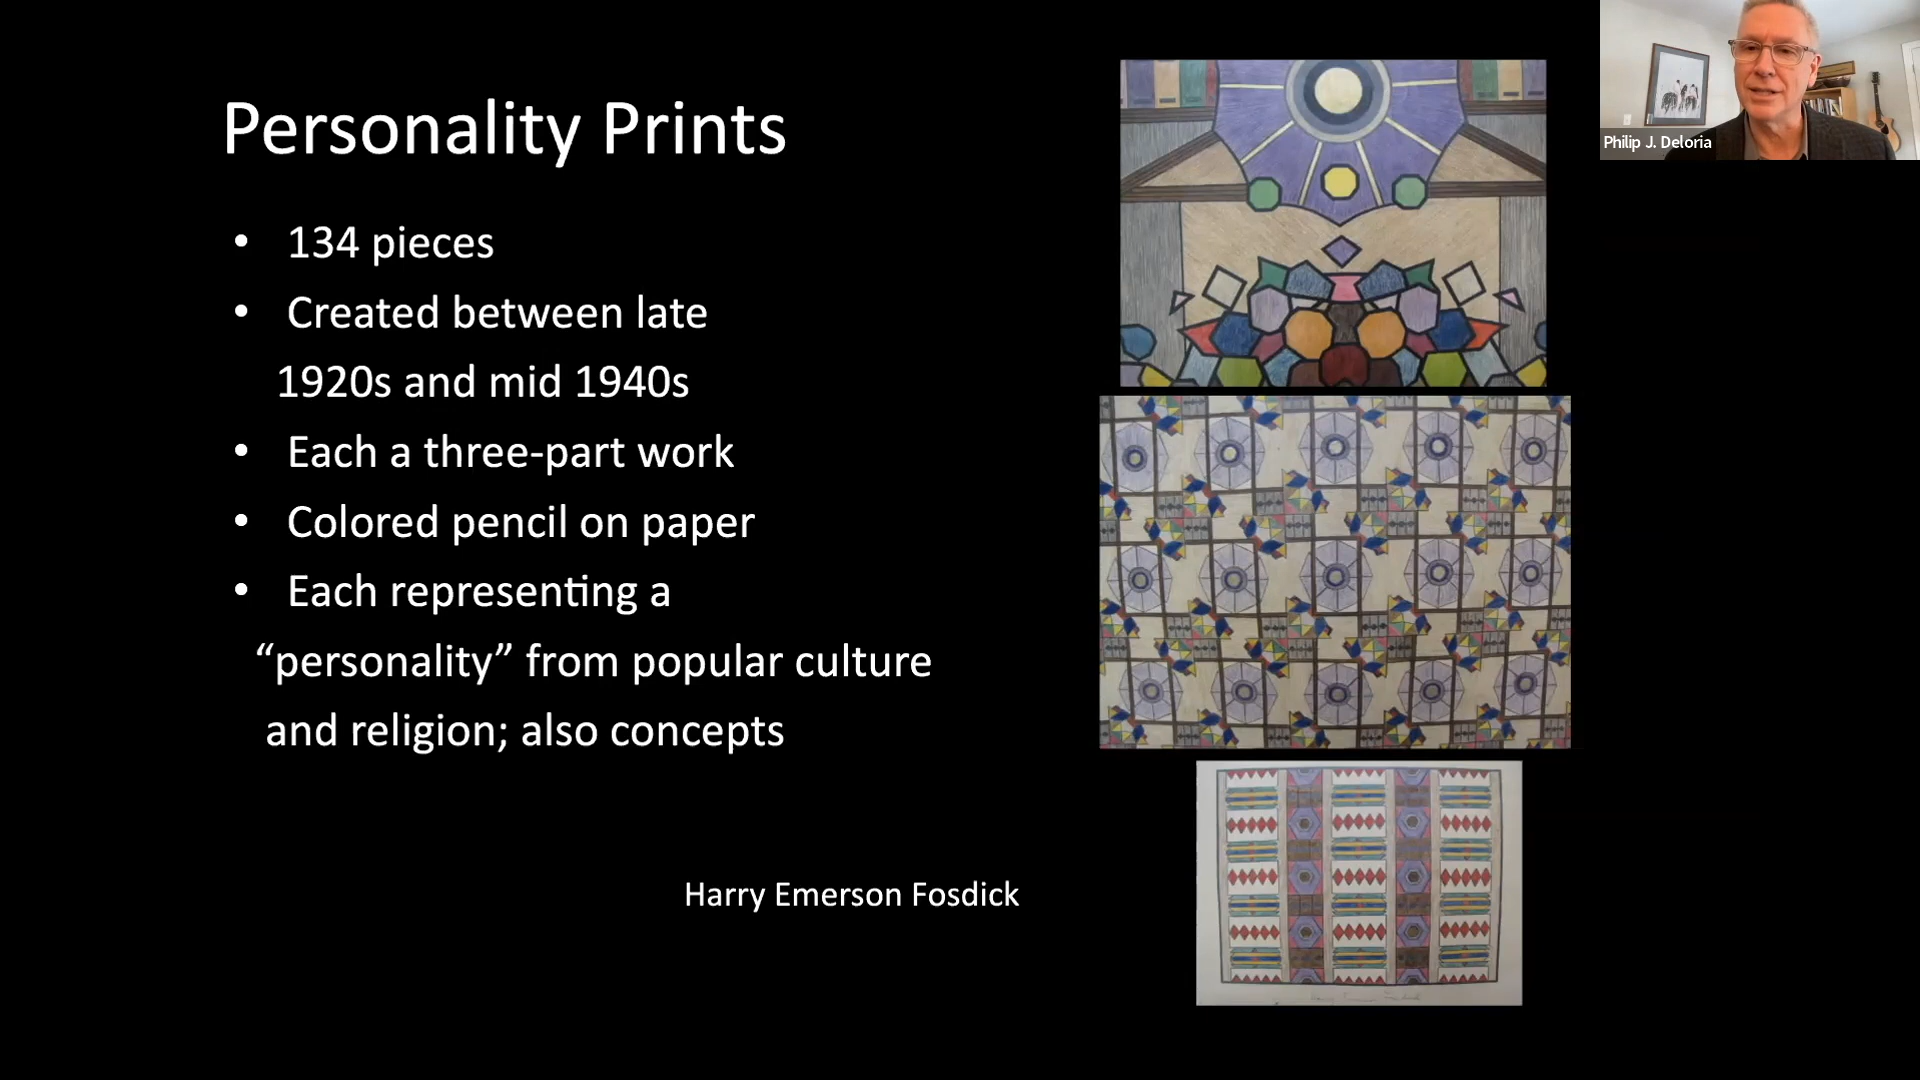 Personality Prints
• 134 pieces
• Created between late
1920s and mid 1940s
• Each a three-part work
• Colored pencil on paper
• Each representing a
“personality” from popular culture
and religion; also concepts
Harry Emerson Fosdick
Philip J. Deloria